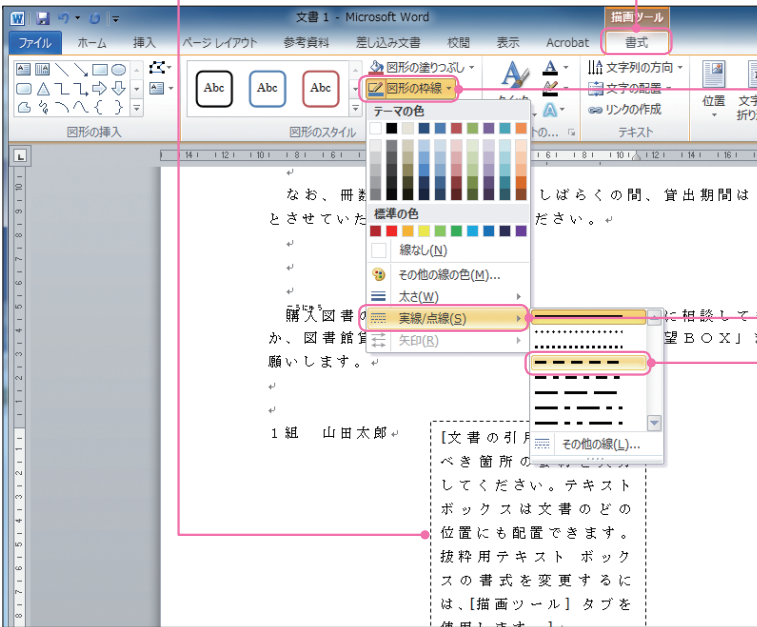 文書 1 - Microsoft Word
描画ツール
ファイル ホーム 挿入 ページ レイアウト 参考資料 差し込み文書 校閲 表示 Acrobat 書式
Abc Abc Abc
図形の塗りつぶし
図形の枠線
文字列の方向
文字の配置
リンクの作成
位置
図形の挿入 図形のスタイル テキスト
テーマの色
標準の色
線なし(N)
その他の線の色(M)...
太さ(W)
実線/点線(S)
矢印(R)
その他の線(L)...
なお、冊数 しばらくの間、貸出期間は
とさせていた ださい。
こうにゅう
購入図書の に相談して
か、図書館貸 望BOX」
願いします。
1組 山田太郎
[文書の引用
べき箇所の
してください。テキスト
ボックスは文書のどの
位置にも配置できます。
抜粋用テキスト ボック
スの書式を変更するに
は、[描画ツール] タブを
使用します。]